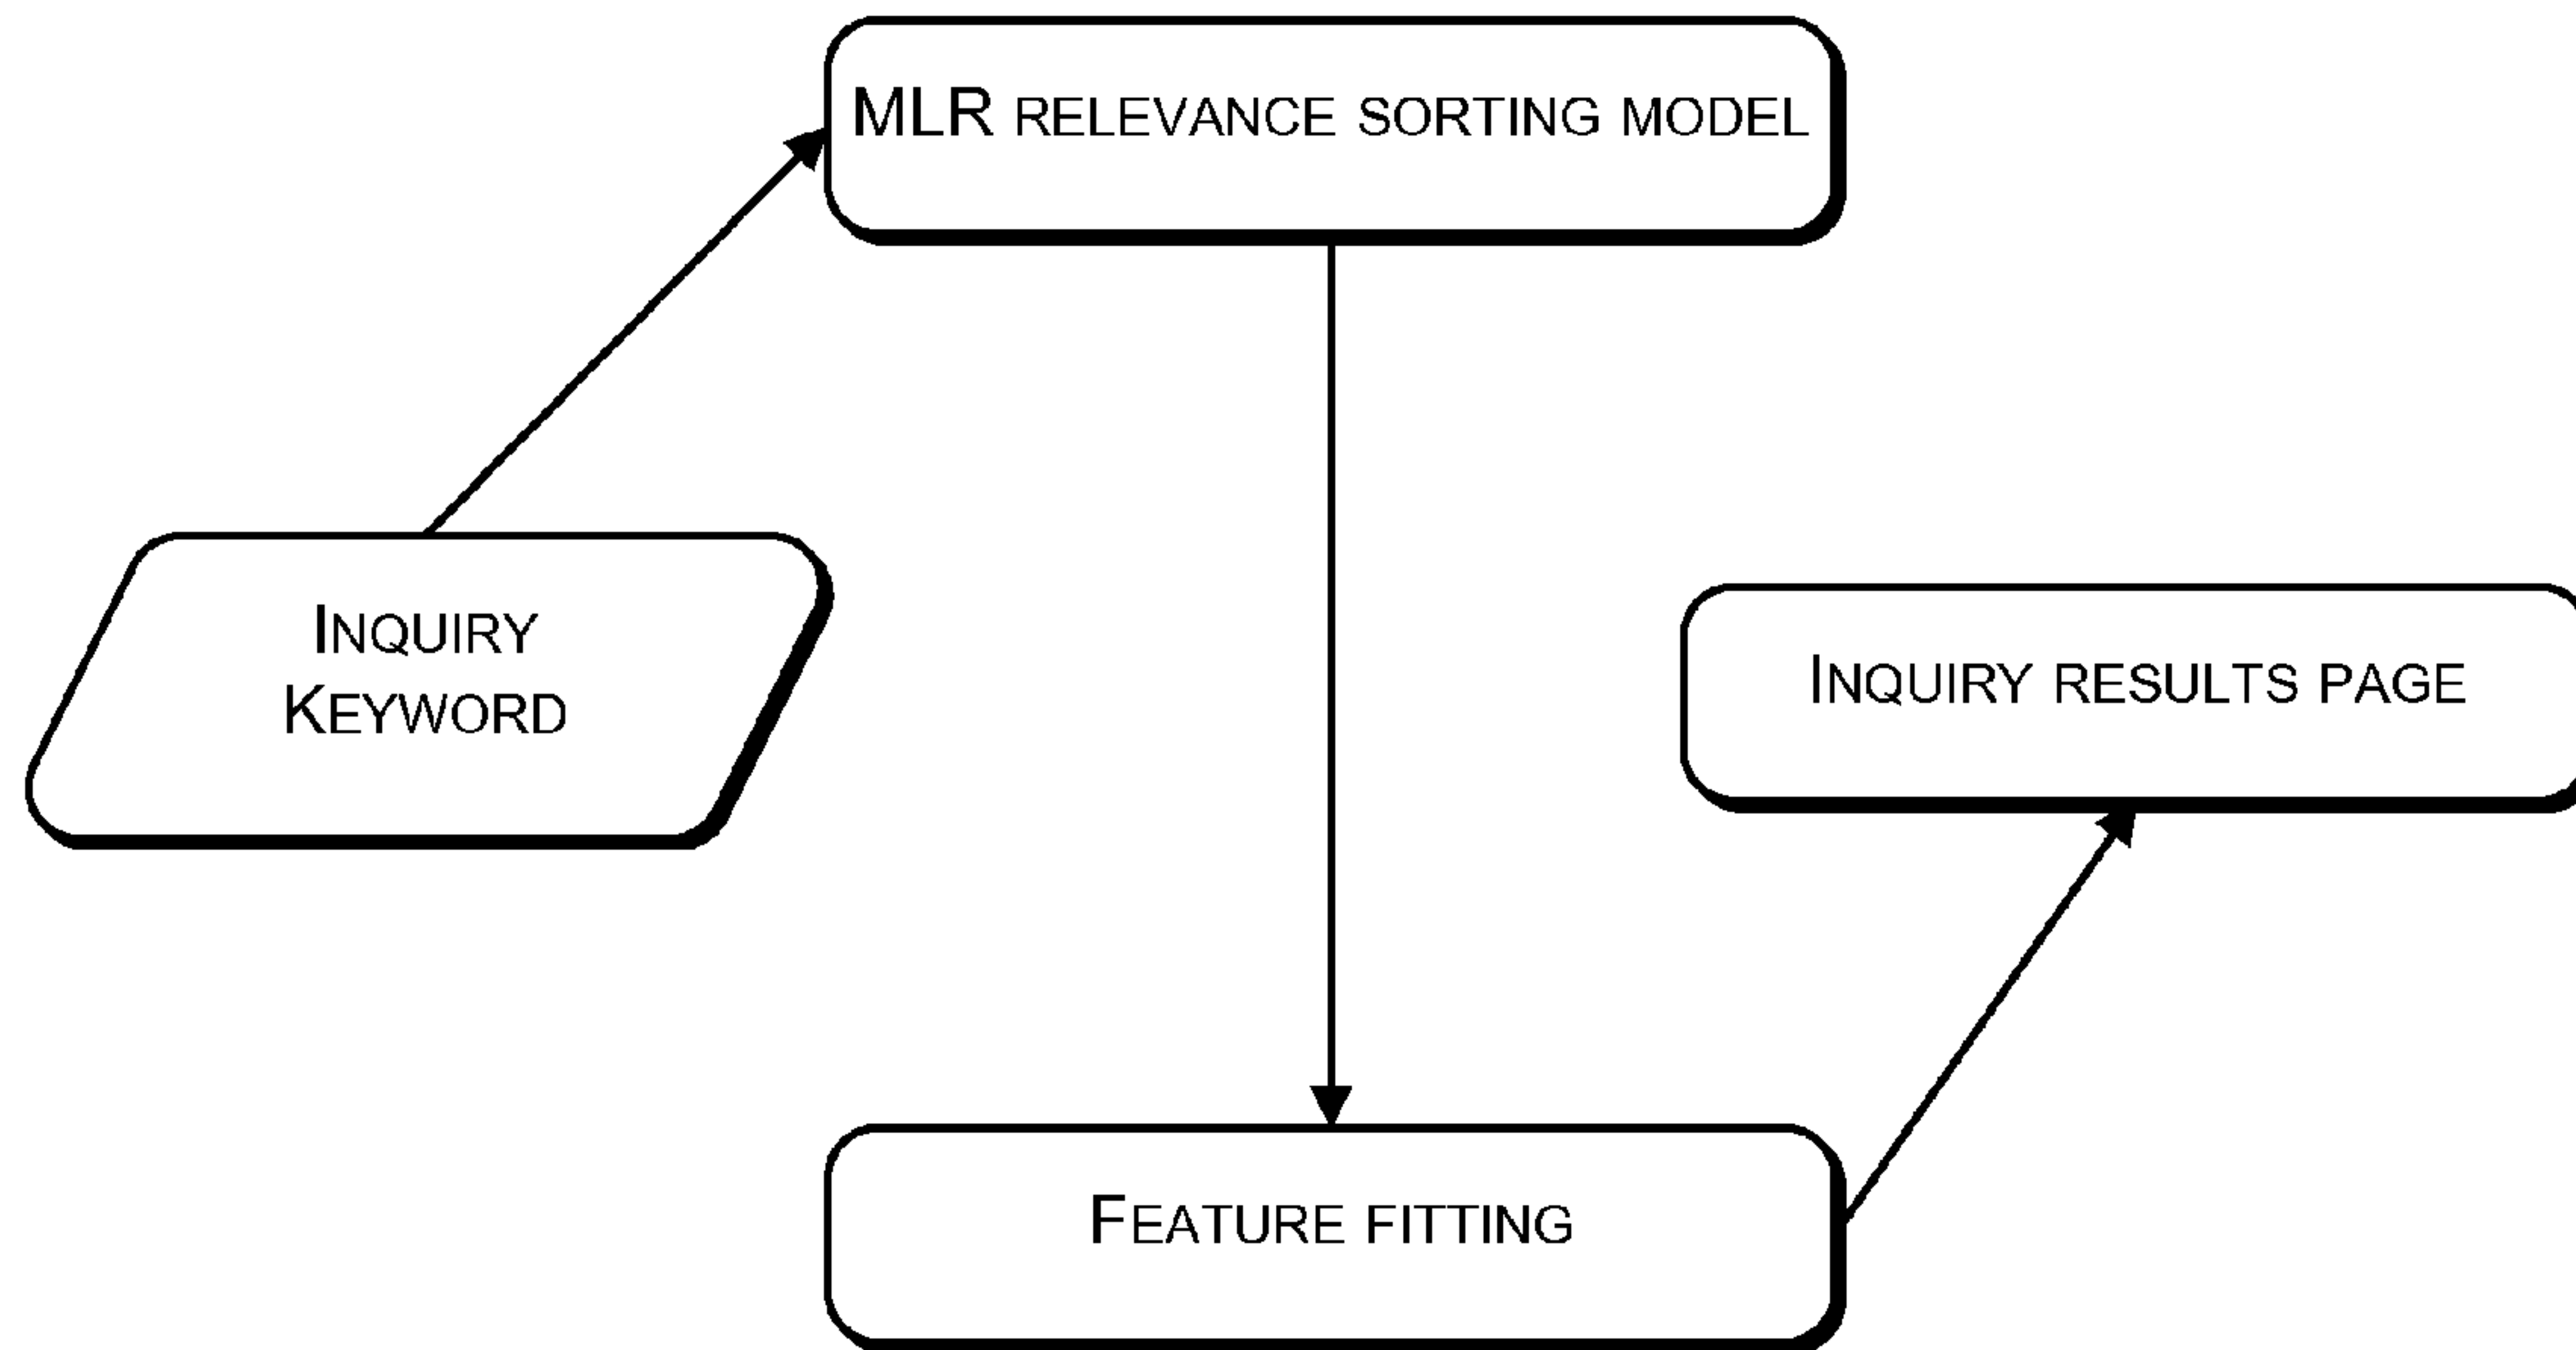 MLR RELEVANCE SORTING MODEL
INQUIRY
KEYWORD
INQUIRY RESULTS PAGE
FEATURE FITTING